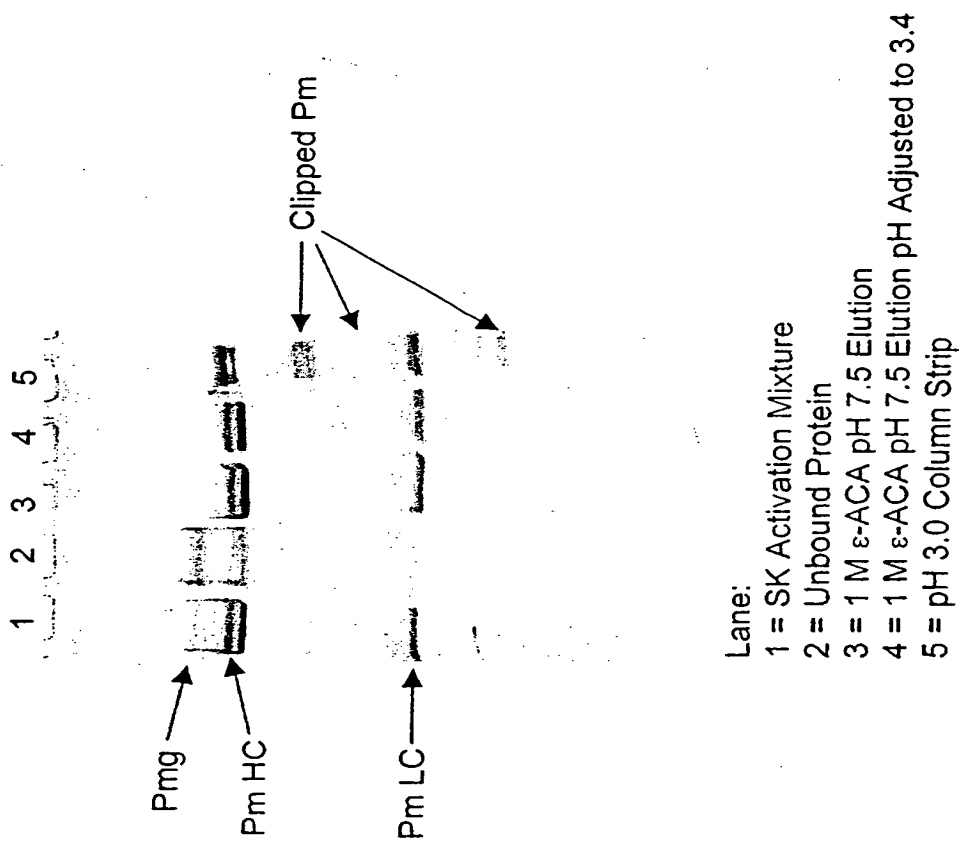 1 2 3 4 5
Pmg
Pm HC
Pm LC
Clipped Pm
Lane:
1 = SK Activation Mixture
2 = Unbound Protein
3 = 1 M ε-ACA pH 7.5 Elution
4 = 1 M ε-ACA pH 7.5 Elution pH Adjusted to 3.4
5 = pH 3.0 Column Strip